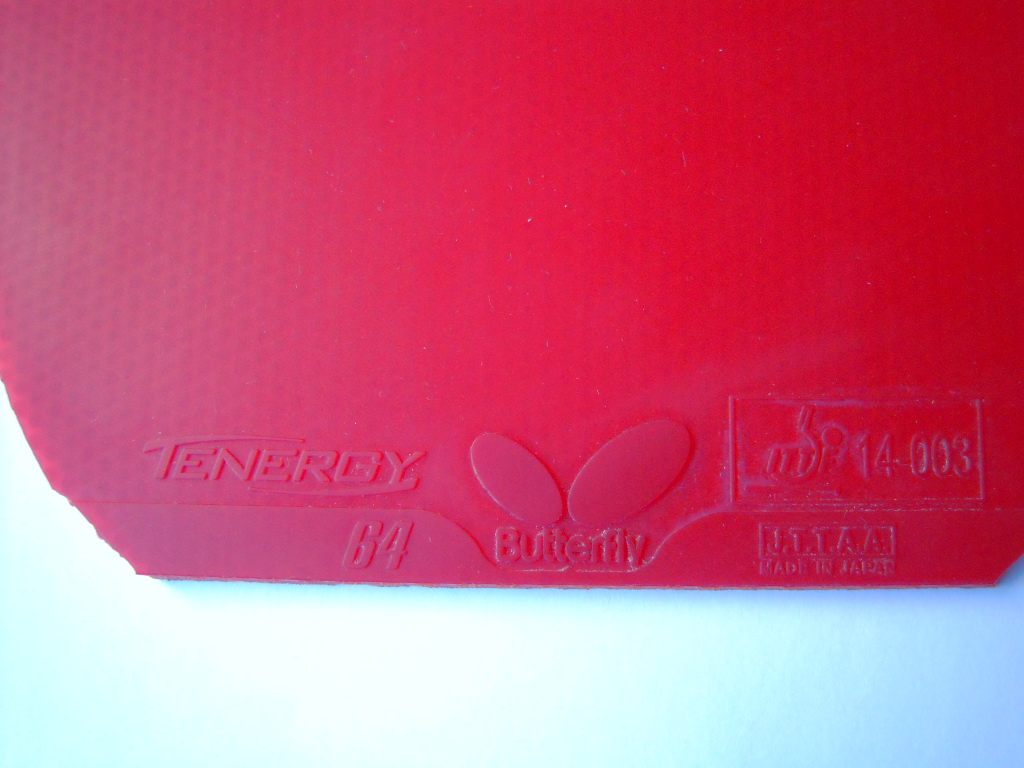 TENERGY
64
Butterfly
ITTF 14-003
J.T.T.A.A.
MADE IN JAPAN